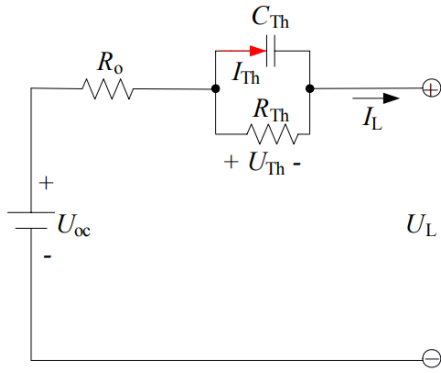 C_Th
R_o
I_Th
R_Th
I_L
+ U_Th -
+
U_oc
-
U_L
+
-